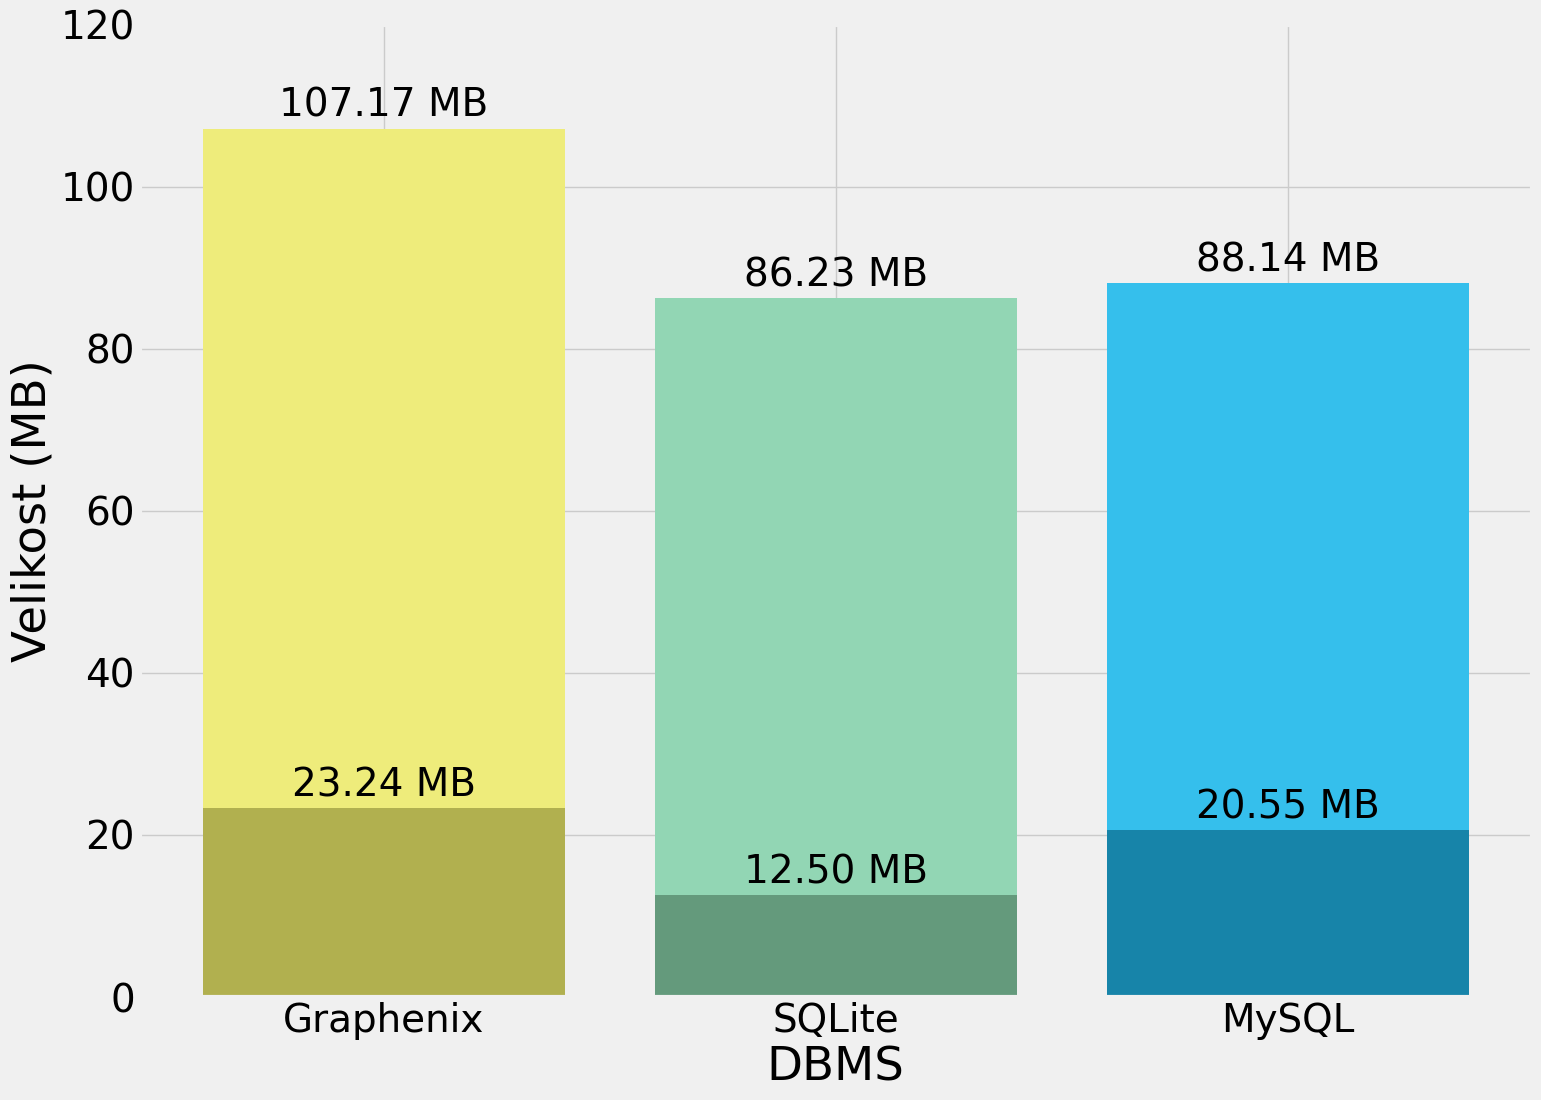 Velikost (MB)
120
100
80
60
40
20
0
107.17 MB
86.23 MB
88.14 MB
23.24 MB
12.50 MB
20.55 MB
Graphenix
SQLite
MySQL
DBMS